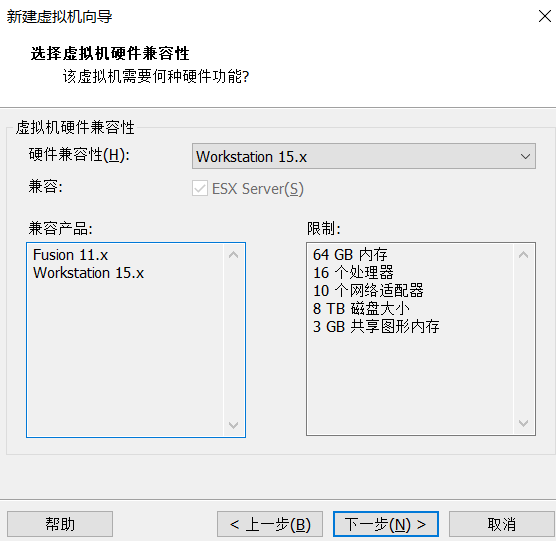 新建虚拟机向导
选择虚拟机硬件兼容性
该虚拟机需要何种硬件功能?
虚拟机硬件兼容性
硬件兼容性(H): Workstation 15.x
兼容: ESX Server(S)
兼容产品: 限制:
Fusion 11.x
Workstation 15.x
64 GB 内存
16 个处理器
10 个网络适配器
8 TB 磁盘大小
3 GB 共享图形内存
帮助 < 上一步(B) 下一步(N) > 取消